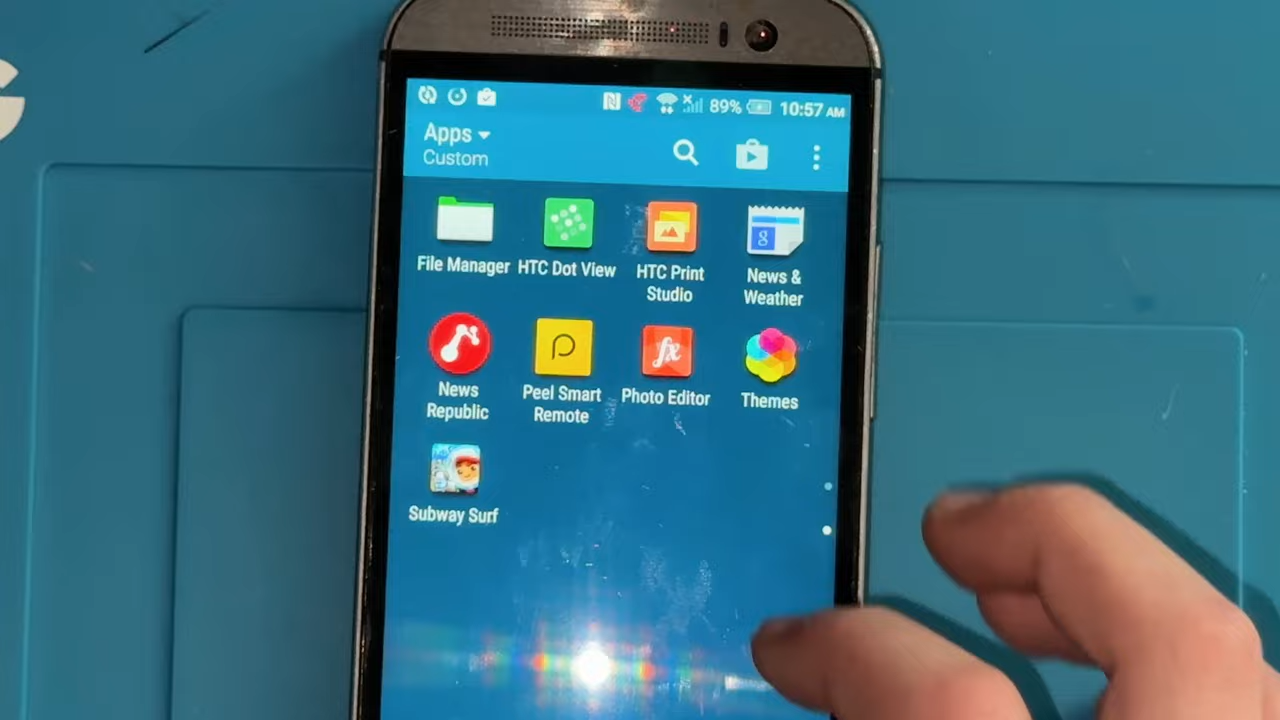 89% 10:57 AM
Apps
Custom
File Manager
HTC Dot View
HTC Print
Studio
News &
Weather
News
Republic
Peel Smart
Remote
Photo Editor
Themes
Subway Surf